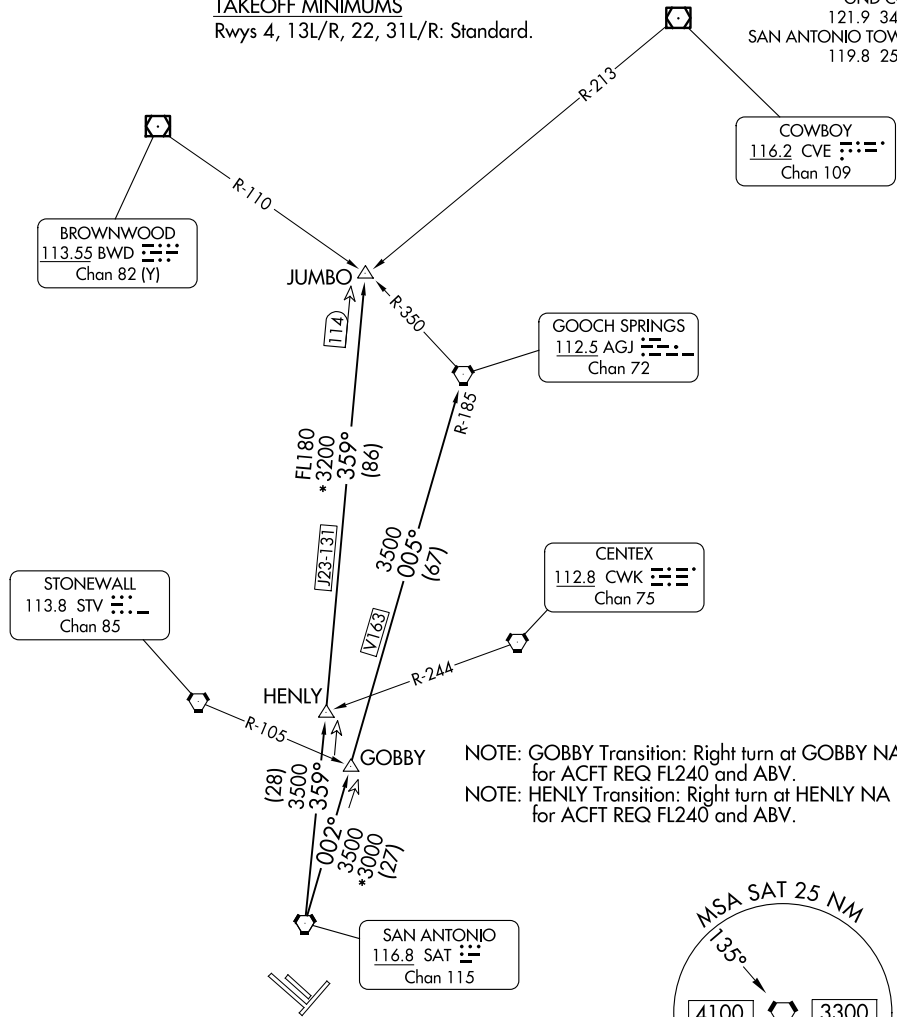 TAKEOFF MINIMUMS
Rwys 4, 13L/R, 22, 31L/R: Standard.
121.9 34
SAN ANTONIO TOW
119.8 25
R-213
COWBOY
116.2 CVE
Chan 109
R-110
BROWNWOOD
113.55 BWD
Chan 82 (Y)
JUMBO
114
R-350
GOOCH SPRINGS
112.5 AGJ
Chan 72
R-185
FL180
*3200
359°
(86)
J23-131
3500
005°
(67)
V163
CENTEX
112.8 CWK
Chan 75
STONEWALL
113.8 STV
Chan 85
R-244
HENLY
R-105
GOBBY
(28)
3500
359°
002°
3500
*3000
(27)
NOTE: GOBBY Transition: Right turn at GOBBY NA
for ACFT REQ FL240 and ABV.
NOTE: HENLY Transition: Right turn at HENLY NA
for ACFT REQ FL240 and ABV.
SAN ANTONIO
116.8 SAT
Chan 115
MSA SAT 25 NM
135°
4100
3300